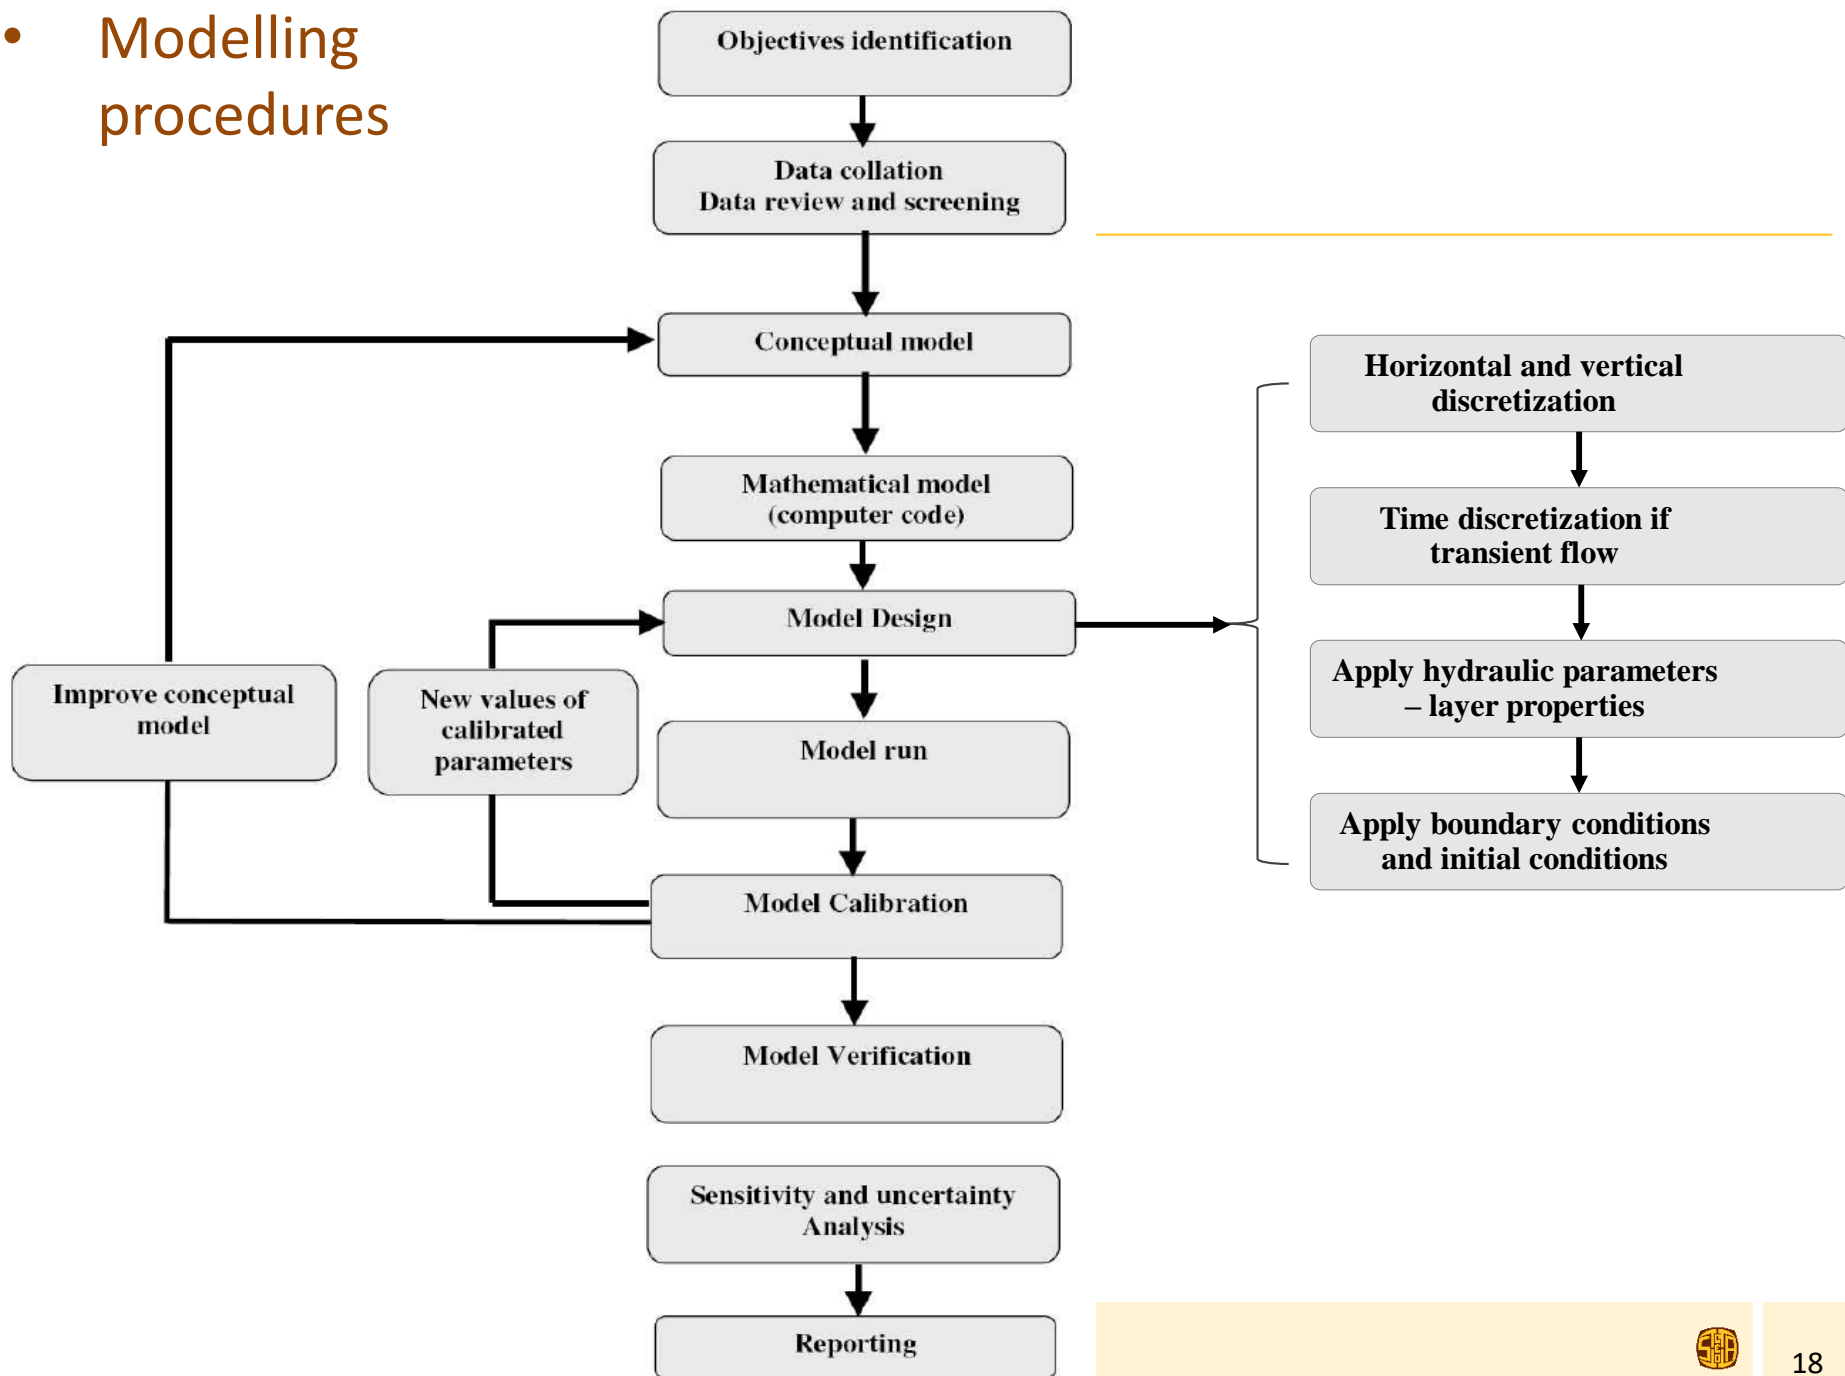 • Modelling
procedures
Objectives identification
Data collation
Data review and screening
Conceptual model
Mathematical model
(computer code)
Model Design
Model run
Model Calibration
Model Verification
Sensitivity and uncertainty
Analysis
Reporting
Improve conceptual
model
New values of
calibrated
parameters
Horizontal and vertical
discretization
Time discretization if
transient flow
Apply hydraulic parameters
– layer properties
Apply boundary conditions
and initial conditions
18